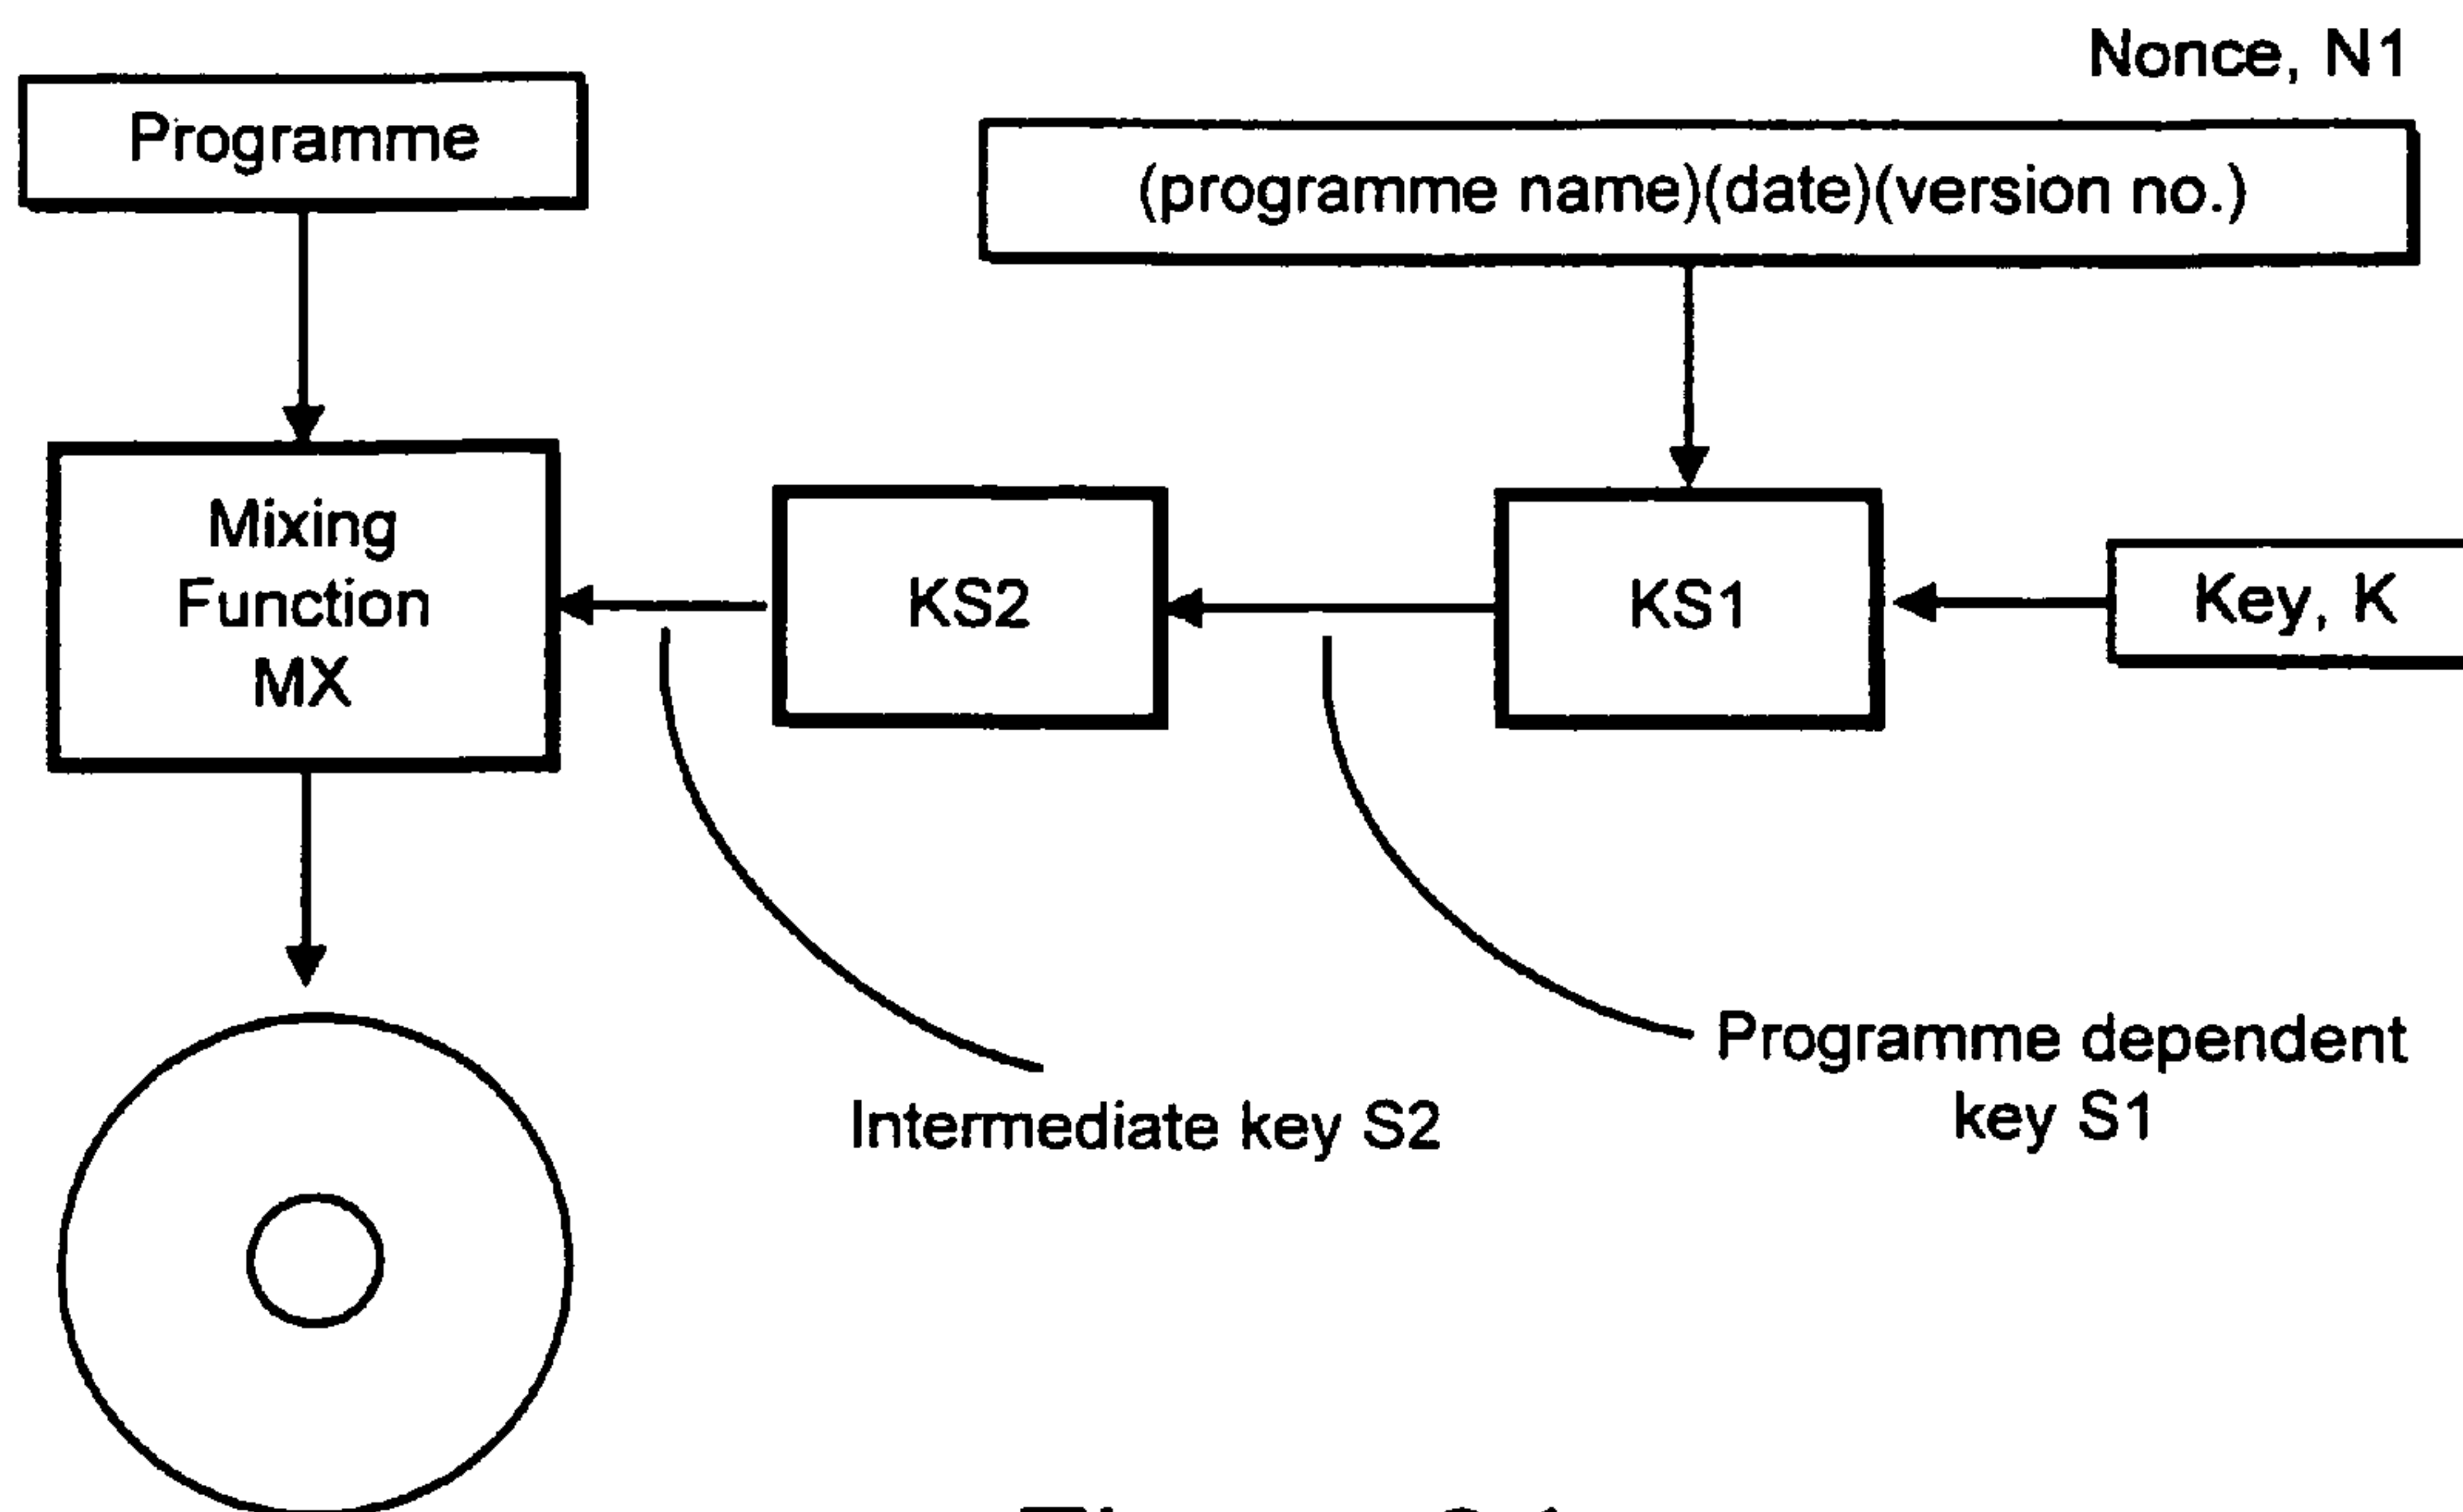 Nonce, N1
Programme
(programme name)(date)(version no.)
Mixing
Function
MX
KS2
KS1
Key, K
Programme dependent
key S1
Intermediate key S2